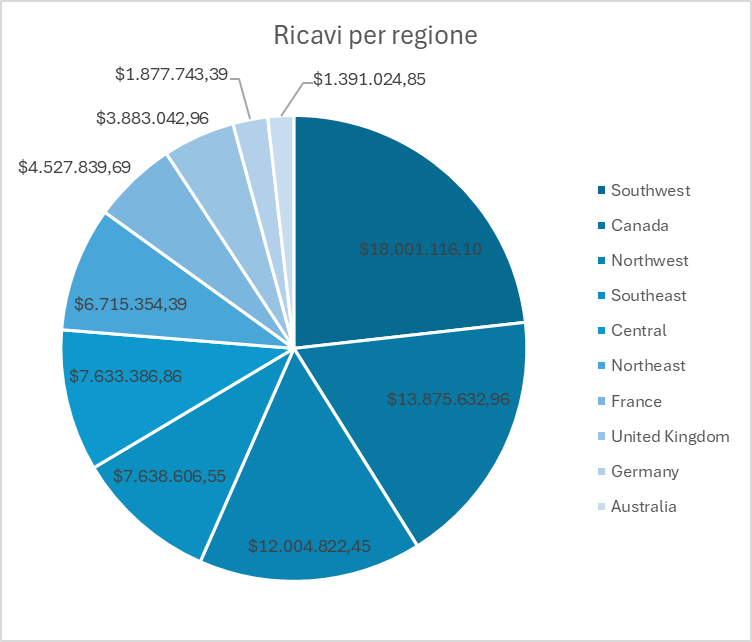 Ricavi per regione
$1.877.743,39
$1.391.024,85
$3.883.042,96
$4.527.839,69
$18.001.116,10
$6.715.354,39
$7.633.386,86
$13.875.632,96
$7.638.606,55
$12.004.822,45
Southwest
Canada
Northwest
Southeast
Central
Northeast
France
United Kingdom
Germany
Australia